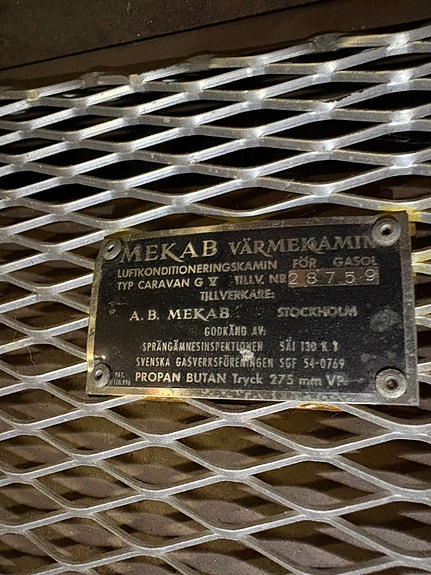 MEKAB VÄRMEKAMIN
LUFTKONDITIONERINGSKAMIN FÖR GASOL
TYP CARAVAN G V TILLV. NR 28759
TILLVERKARE:
A.B. MEKAB STOCKHOLM
GODKÄND AV:
SPRÄNGÄMNESINSPEKTIONEN SÄI 130 K
SVENSKA GASVERKSFÖRENINGEN SGF 54-0769
PAT.
PROPAN BUTAN Tryck 275 mm VP